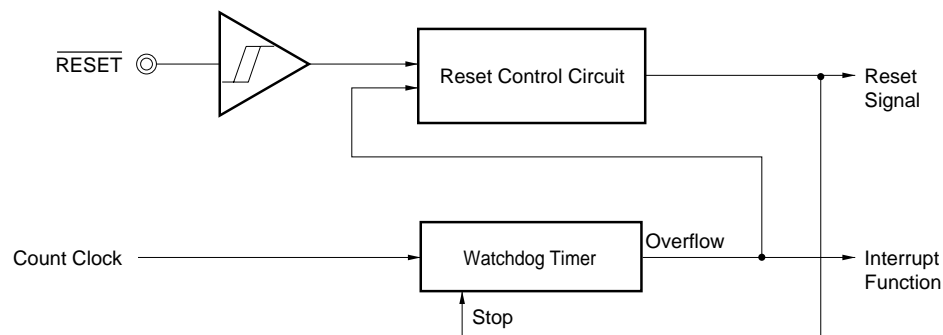 RESET
Reset Control Circuit
Reset
Signal
Count Clock
Watchdog Timer
Overflow
Interrupt
Function
Stop